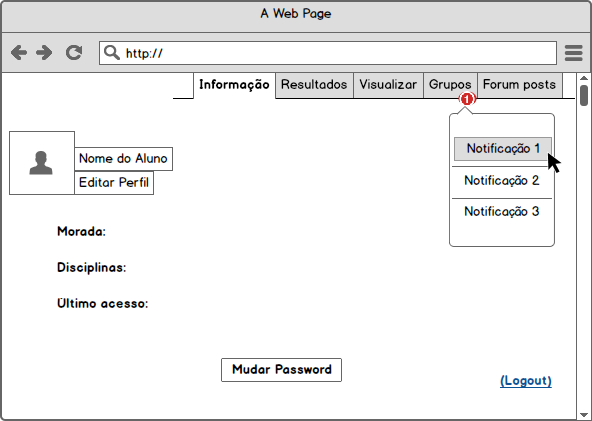 A Web Page
http://
Informação Resultados Visualizar Grupos Forum posts
1
Notificação 1
Nome do Aluno
Editar Perfil
Notificação 2
Notificação 3
Morada:
Disciplinas:
Último acesso:
Mudar Password
(Logout)